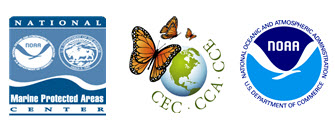 NATIONAL
NOAA
Marine Protected Areas
CENTER
CEC · CCA · CCE
NATIONAL OCEANIC AND ATMOSPHERIC ADMINISTRATION
NOAA
U.S. DEPARTMENT OF COMMERCE